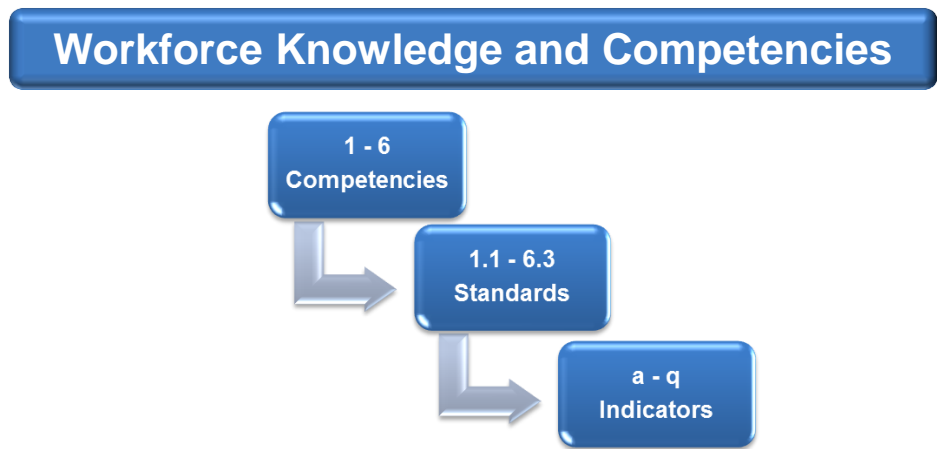 Workforce Knowledge and Competencies
1 - 6
Competencies
1.1 - 6.3
Standards
a - q
Indicators